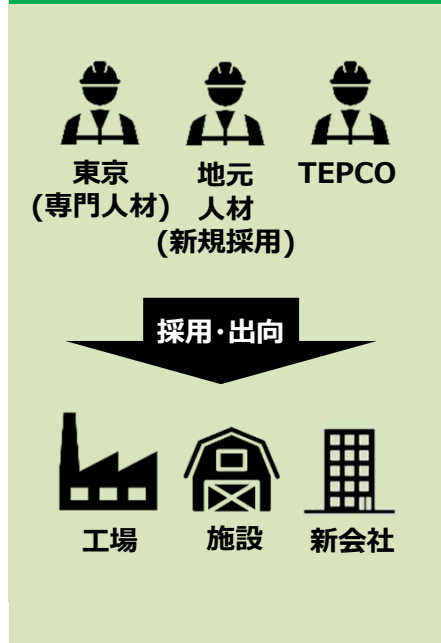 東京
(専門人材)
地元
人材
(新規採用)
TEPCO
採用・出向
工場
施設
新会社